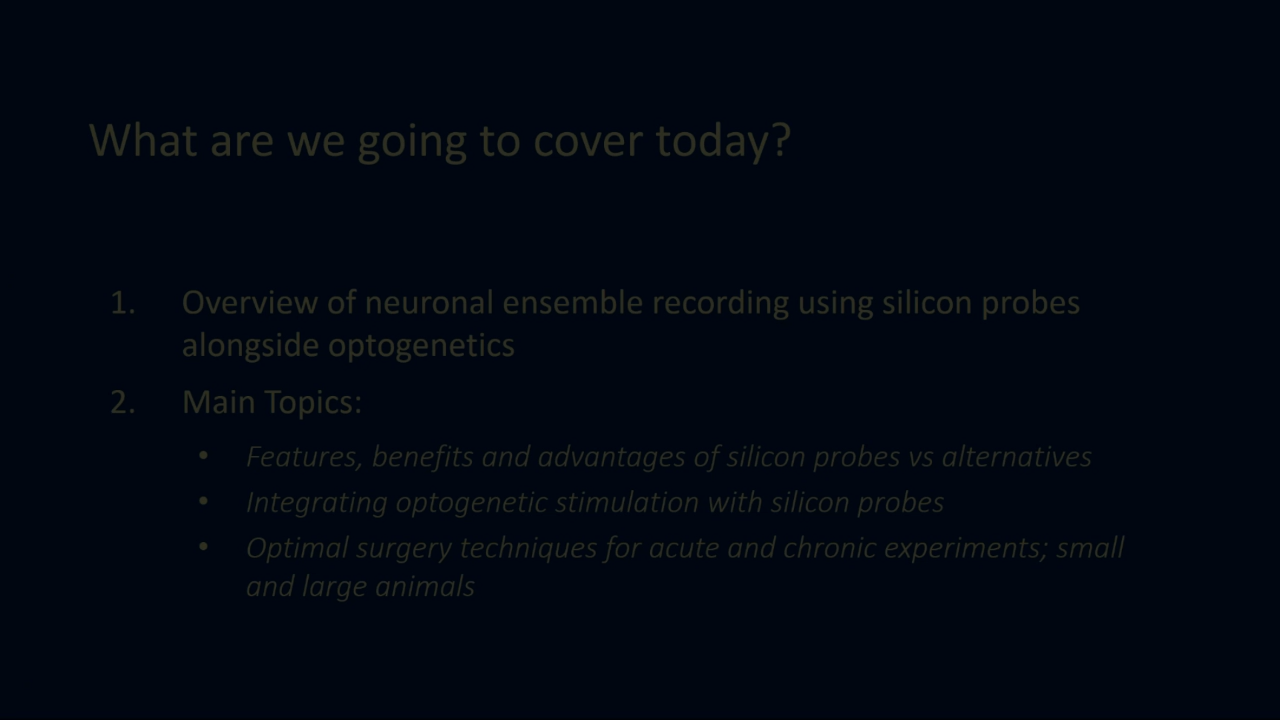 What are we going to cover today?
1. Overview of neuronal ensemble recording using silicon probes
alongside optogenetics
2. Main Topics:
• Features, benefits and advantages of silicon probes vs alternatives
• Integrating optogenetic stimulation with silicon probes
• Optimal surgery techniques for acute and chronic experiments; small
and large animals